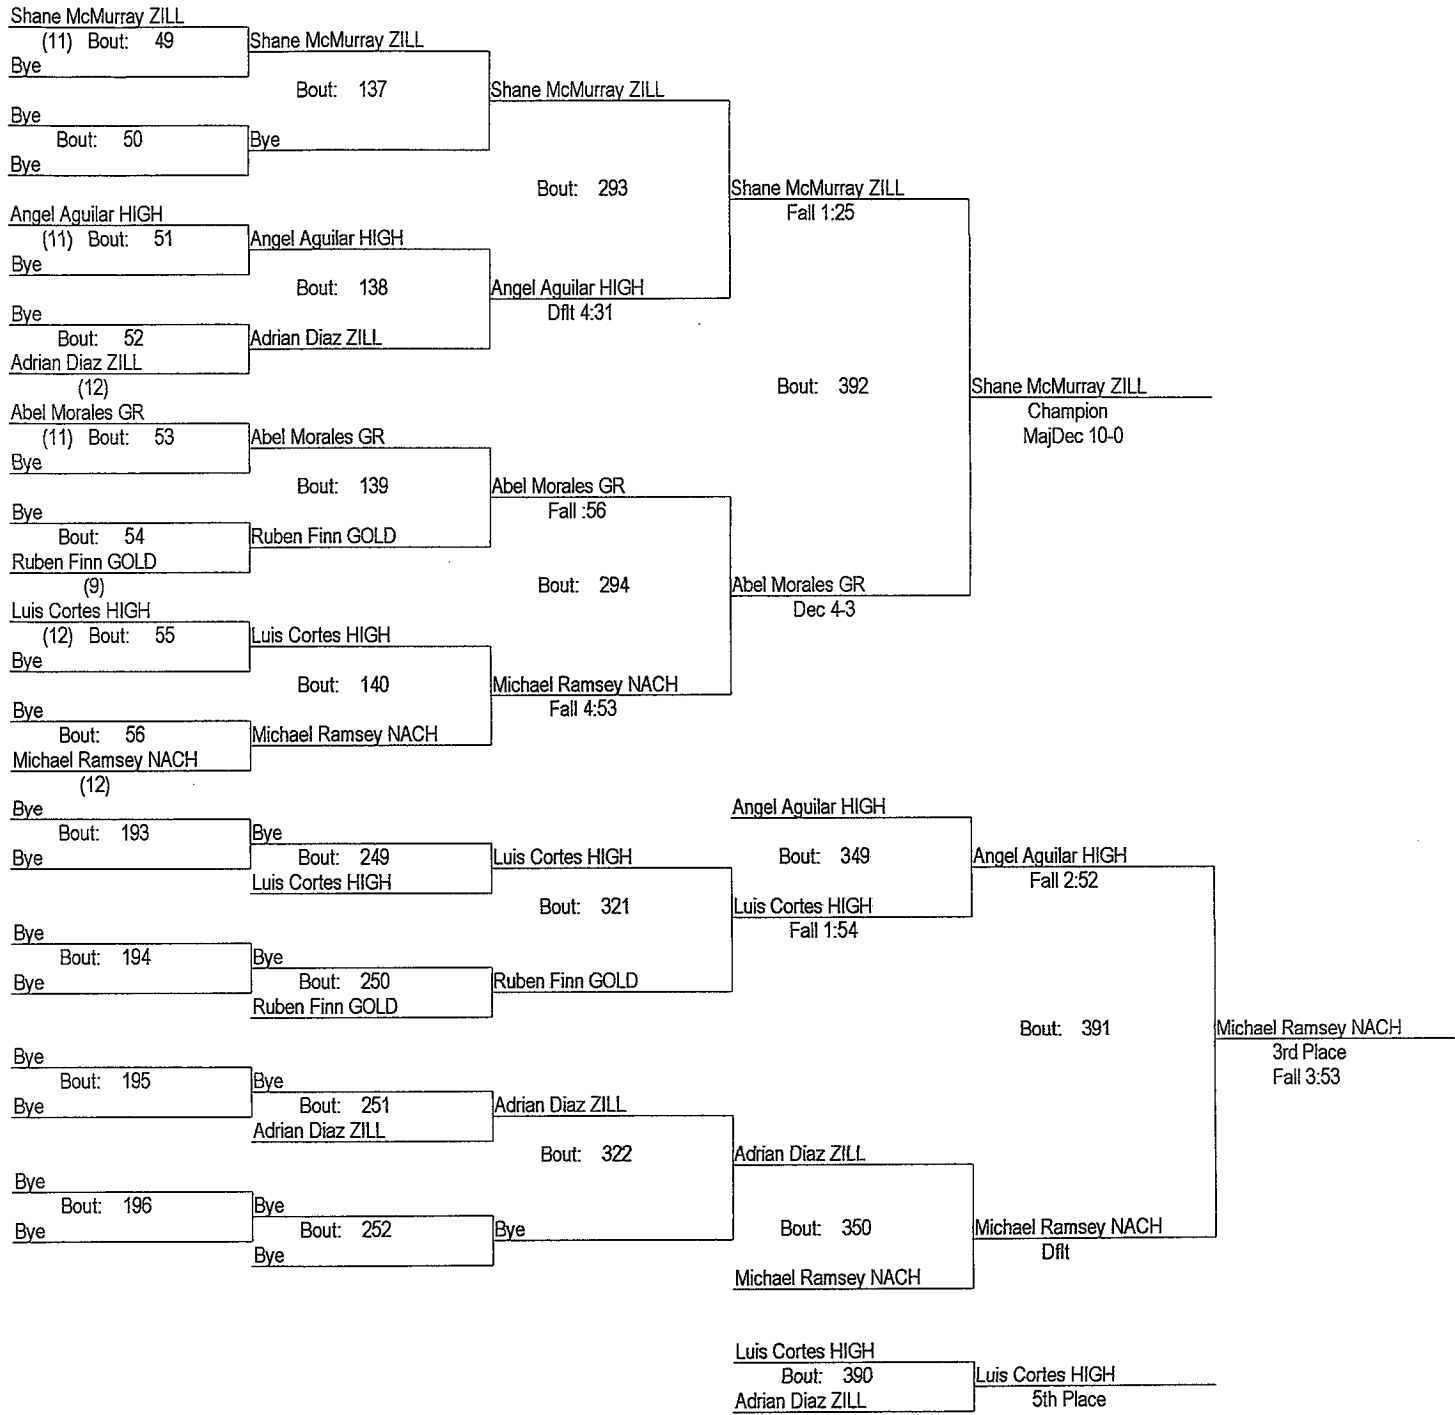 Shane McMurray ZILL
(11) Bout: 49
Bye
Shane McMurray ZILL
Bout: 137
Shane McMurray ZILL
Bye
Bout: 50
Bye
Bye
Bout: 293
Shane McMurray ZILL
Fall 1:25
Angel Aguilar HIGH
(11) Bout: 51
Bye
Angel Aguilar HIGH
Bout: 138
Angel Aguilar HIGH
Dflt 4:31
Bye
Bout: 52
Adrian Diaz ZILL
(12)
Adrian Diaz ZILL
Bout: 392
Shane McMurray ZILL
Champion
MajDec 10-0
Abel Morales GR
(11) Bout: 53
Bye
Abel Morales GR
Bout: 139
Abel Morales GR
Fall :56
Bye
Bout: 54
Ruben Finn GOLD
(9)
Ruben Finn GOLD
Bout: 294
Abel Morales GR
Dec 4-3
Luis Cortes HIGH
(12) Bout: 55
Bye
Luis Cortes HIGH
Bout: 140
Michael Ramsey NACH
Fall 4:53
Bye
Bout: 56
Michael Ramsey NACH
(12)
Michael Ramsey NACH
Bye
Bout: 193
Bye
Bye
Bout: 249
Luis Cortes HIGH
Luis Cortes HIGH
Bout: 321
Angel Aguilar HIGH
Bout: 349
Luis Cortes HIGH
Fall 1:54
Angel Aguilar HIGH
Fall 2:52
Bye
Bout: 194
Bye
Bye
Bout: 250
Ruben Finn GOLD
Ruben Finn GOLD
Bout: 391
Michael Ramsey NACH
3rd Place
Fall 3:53
Bye
Bout: 195
Bye
Bye
Bout: 251
Adrian Diaz ZILL
Adrian Diaz ZILL
Bout: 322
Adrian Diaz ZILL
Bye
Bout: 196
Bye
Bye
Bout: 252
Bye
Bye
Bout: 350
Michael Ramsey NACH
Michael Ramsey NACH
Dflt
Luis Cortes HIGH
Bout: 390
Adrian Diaz ZILL
Luis Cortes HIGH
5th Place